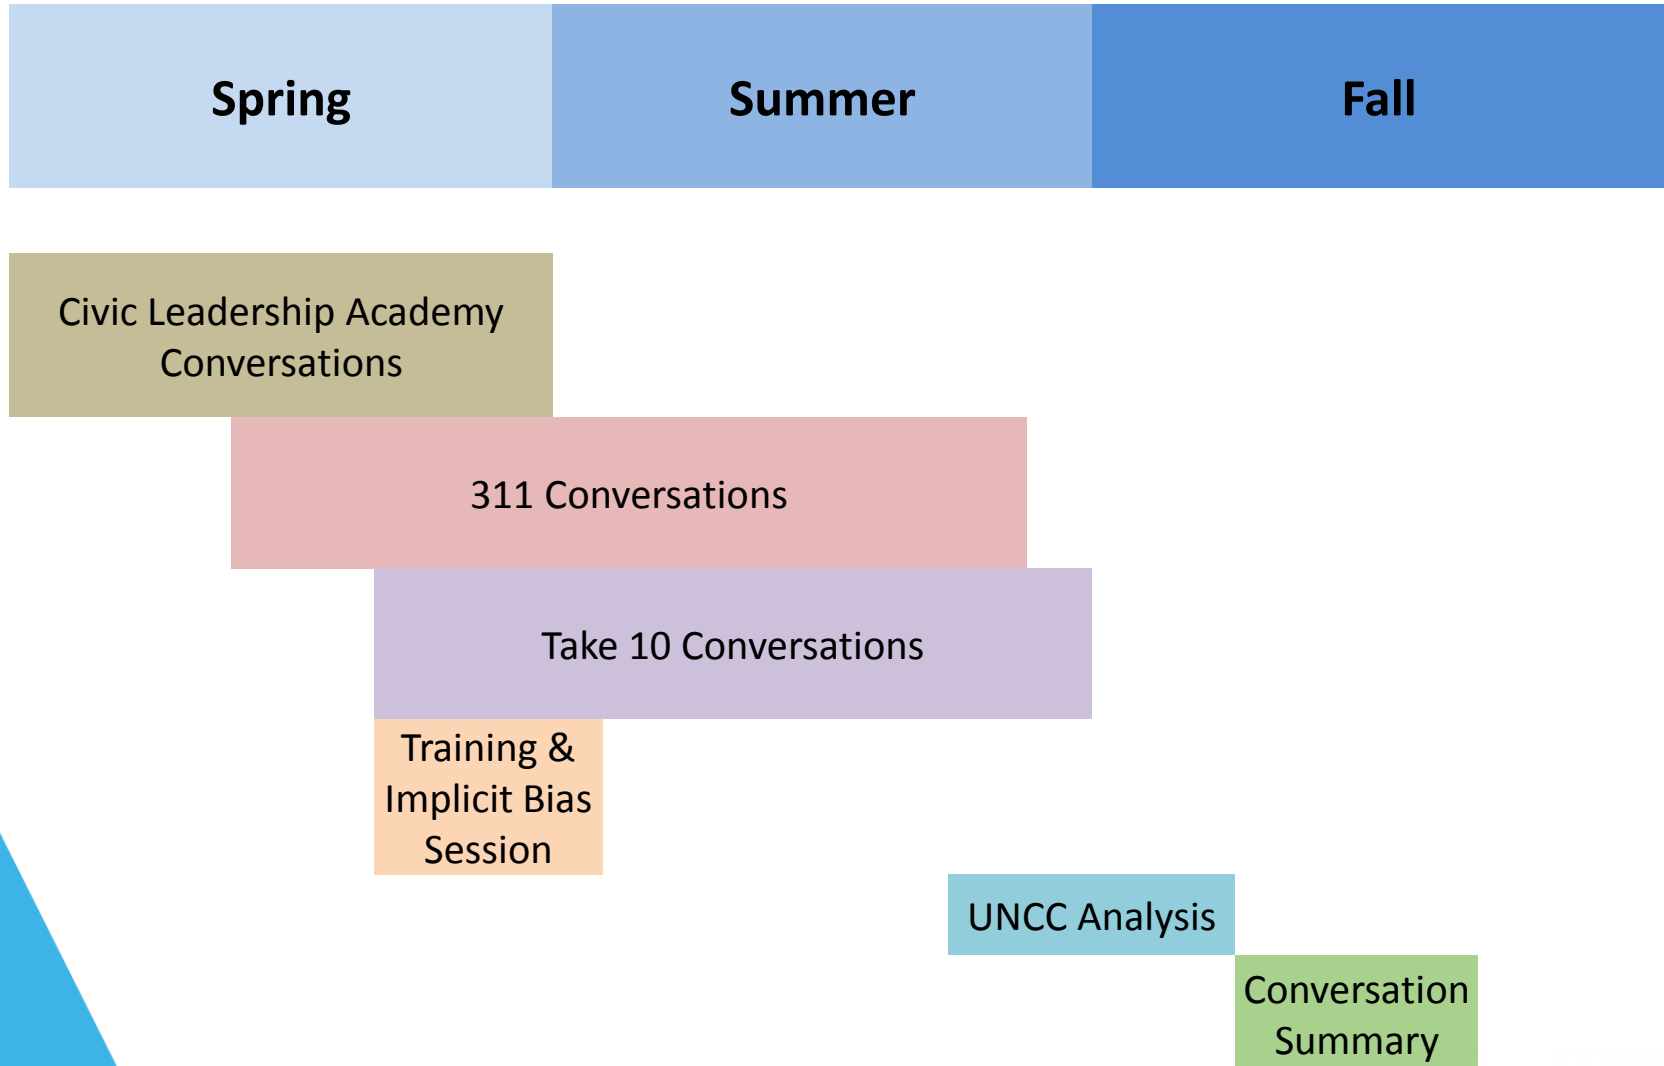 Spring
Summer
Fall
Civic Leadership Academy
Conversations
311 Conversations
Take 10 Conversations
Training &
Implicit Bias
Session
UNCC Analysis
Conversation
Summary